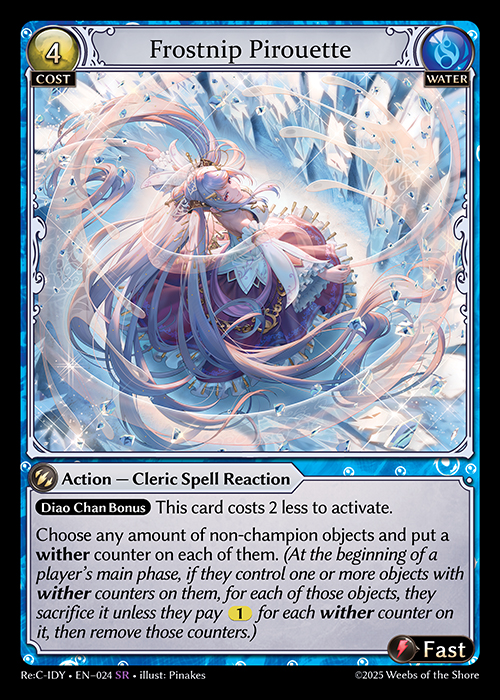 4
Frostnip Pirouette
COST
WATER
Action — Cleric Spell Reaction
Diao Chan Bonus This card costs 2 less to activate.
Choose any amount of non-champion objects and put a
wither counter on each of them. (At the beginning of a
player's main phase, if they control one or more objects with
wither counters on them, for each of those objects, they
sacrifice it unless they pay 1 for each wither counter on
it, then remove those counters.)
Fast
Re:C-IDY • EN-024 SR • illust: Pinakes
©2025 Weebs of the Shore